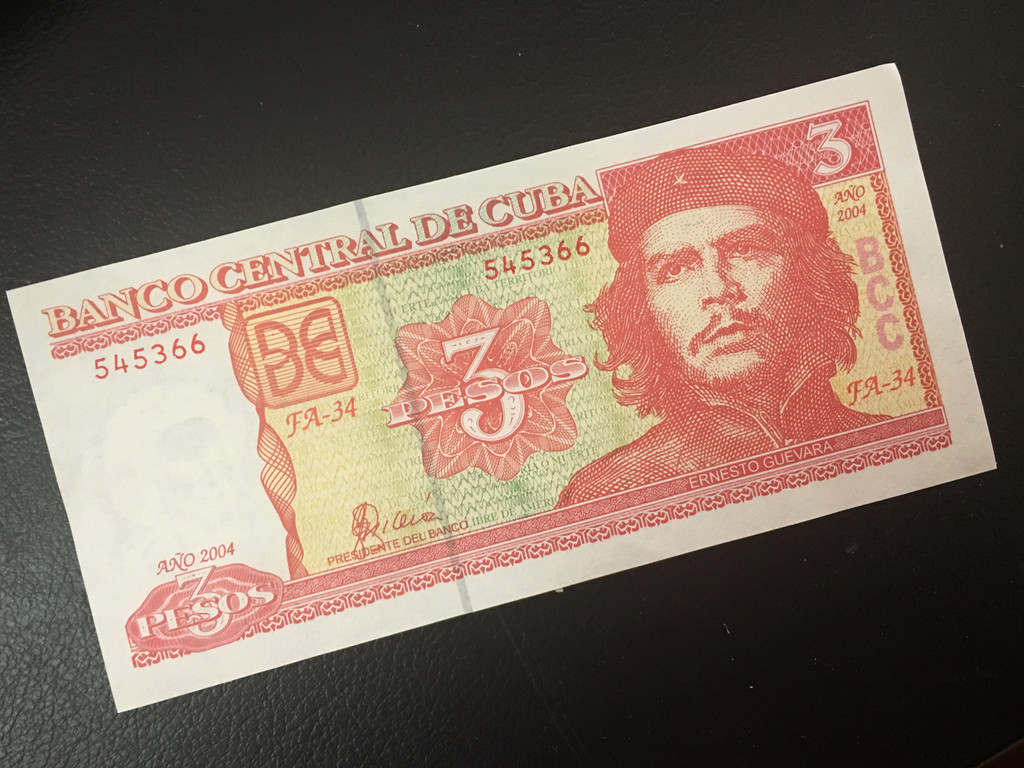 BANCO CENTRAL DE CUBA
3
AÑO
2004
545366
545366
BCC
FA-34
3
PESOS
FA-34
ERNESTO GUEVARA
PRESIDENTE DEL BANCO
AÑO 2004
3
PESOS